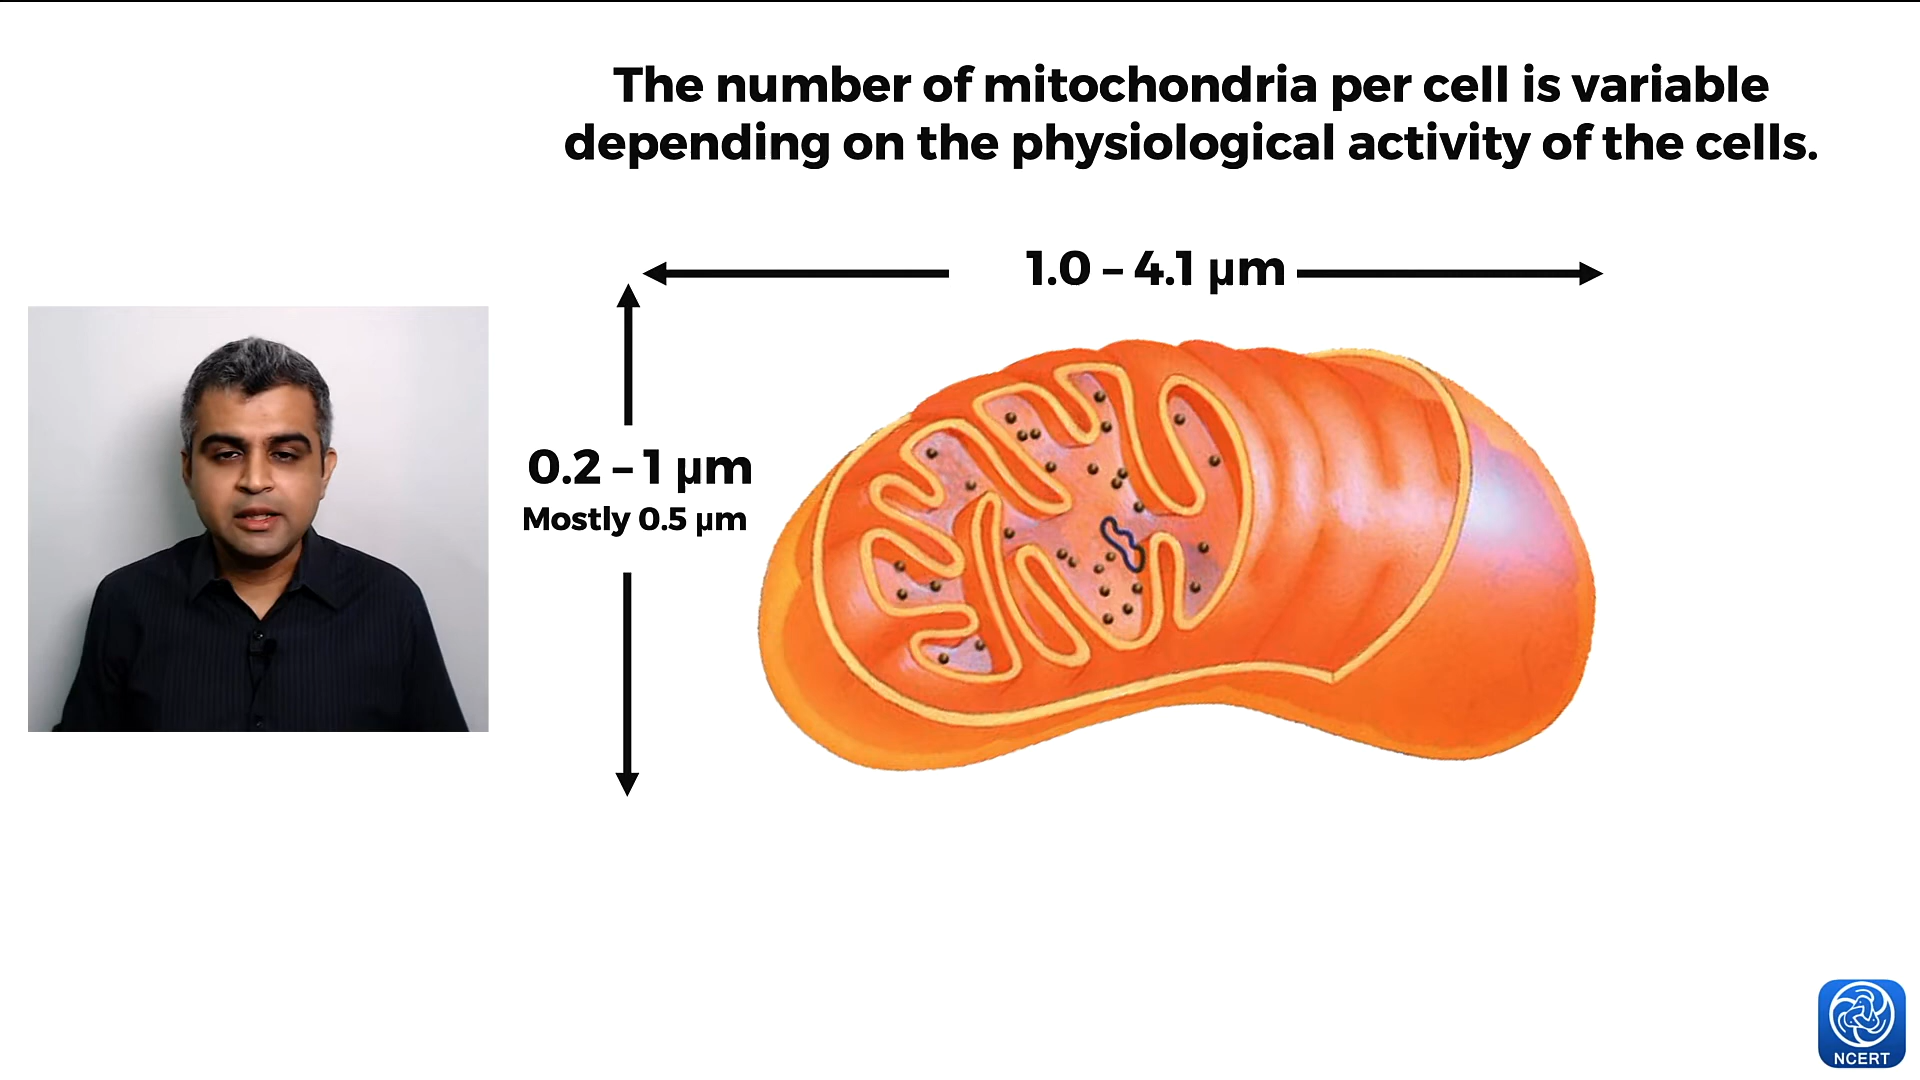 The number of mitochondria per cell is variable
depending on the physiological activity of the cells.
1.0 – 4.1 µm
0.2 – 1 µm
Mostly 0.5 µm
NCERT